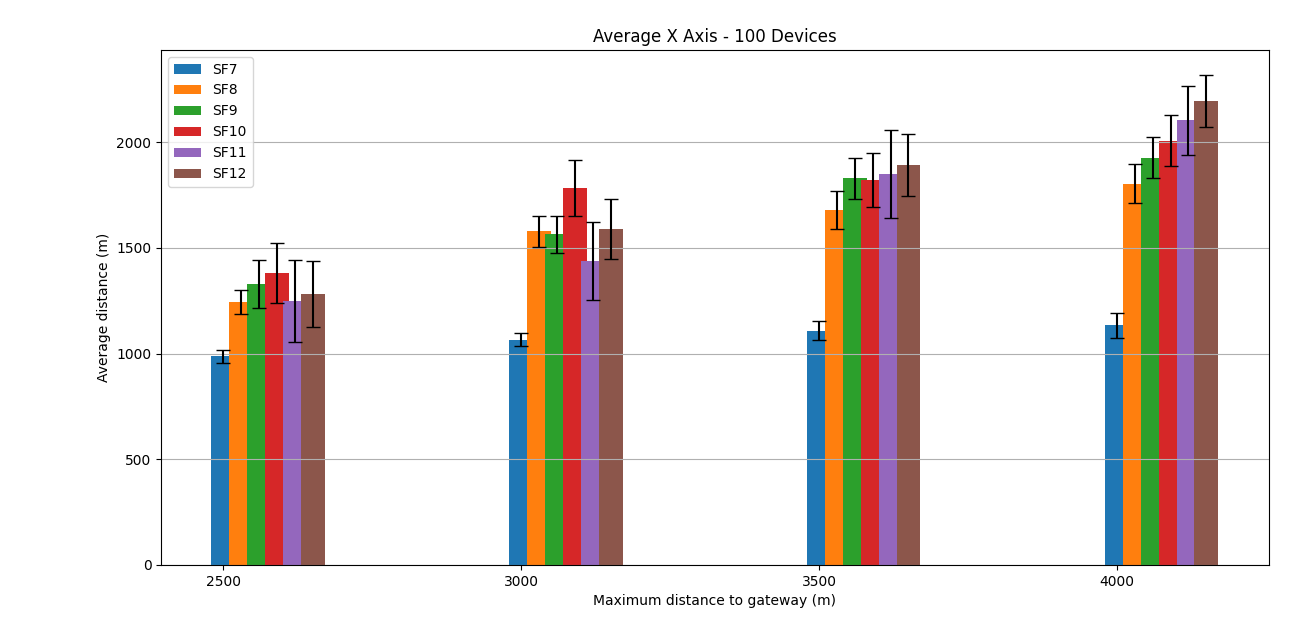 Average X Axis - 100 Devices
SF7
SF8
SF9
SF10
SF11
SF12
Average distance (m)
2000
1500
1000
500
0
2500 3000 3500 4000
Maximum distance to gateway (m)